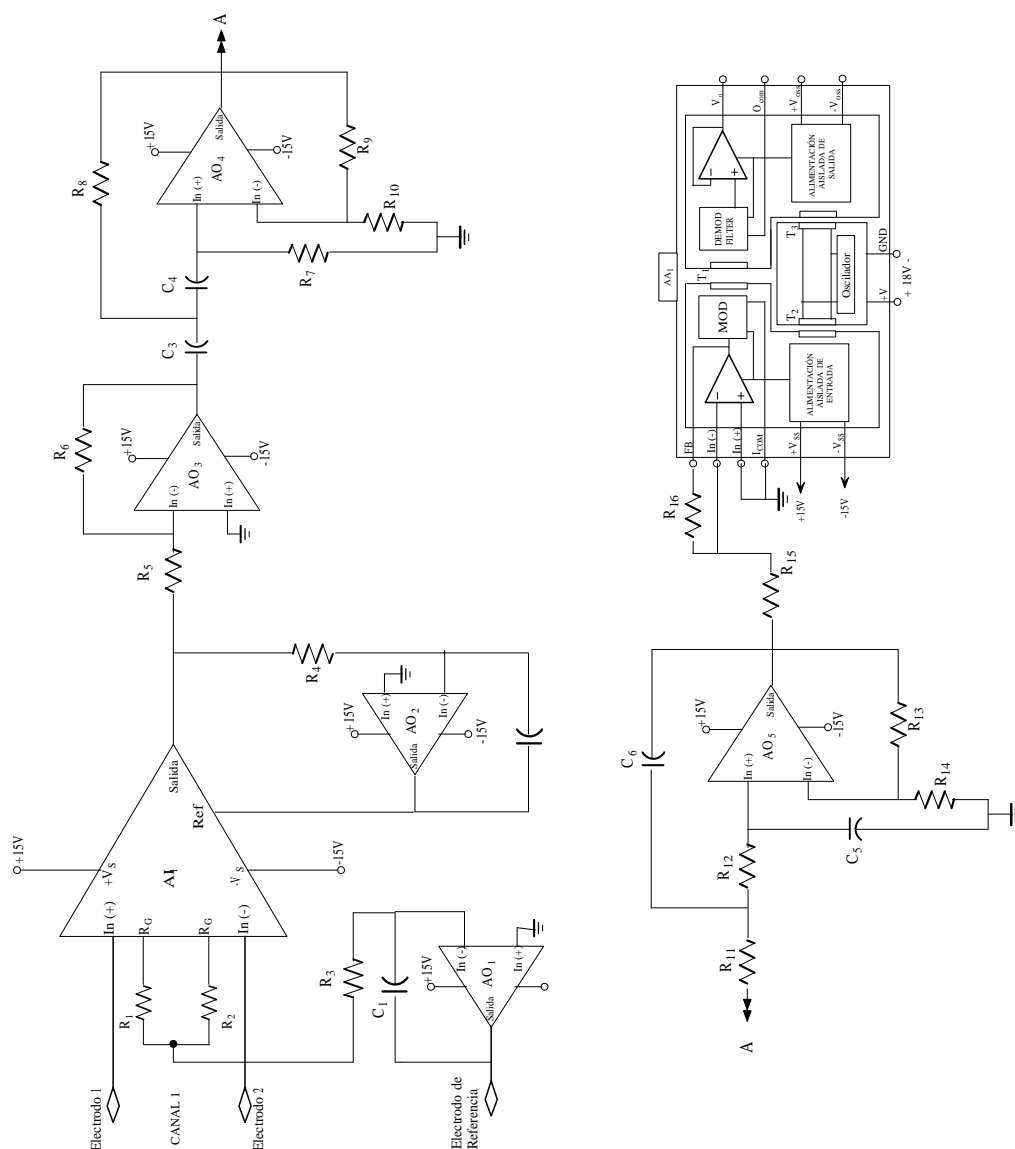 Electrodo 1
CANAL 1
Electrodo 2
Electrodo de
Referencia
R1
R2
In (+)
RG
RG
In (-)
+VS
-VS
AI1
+15V
-15V
Salida
Ref
R3
C1
+15V
In (-)
In (+)
AO1
Salida
R4
+15V
-15V
In (+)
In (-)
AO2
Salida
R5
R6
+15V
-15V
In (-)
In (+)
AO3
Salida
C3
C4
R7
R8
+15V
-15V
In (+)
In (-)
AO4
Salida
R9
R10
A
A
R11
R12
C5
C6
+15V
-15V
In (+)
In (-)
AO5
Salida
R13
R14
R15
R16
FB
In (-)
In (+)
ICOM
+VSS
-VSS
+15V
-15V
AA1
MOD
T1
T2
T3
ALIMENTACIÓN
AISLADA DE
ENTRADA
Oscilador
+V
GND
+ 18V -
DEMOD
FILTER
ALIMENTACIÓN
AISLADA DE
SALIDA
V0
Ocom
+Voss
-Voss